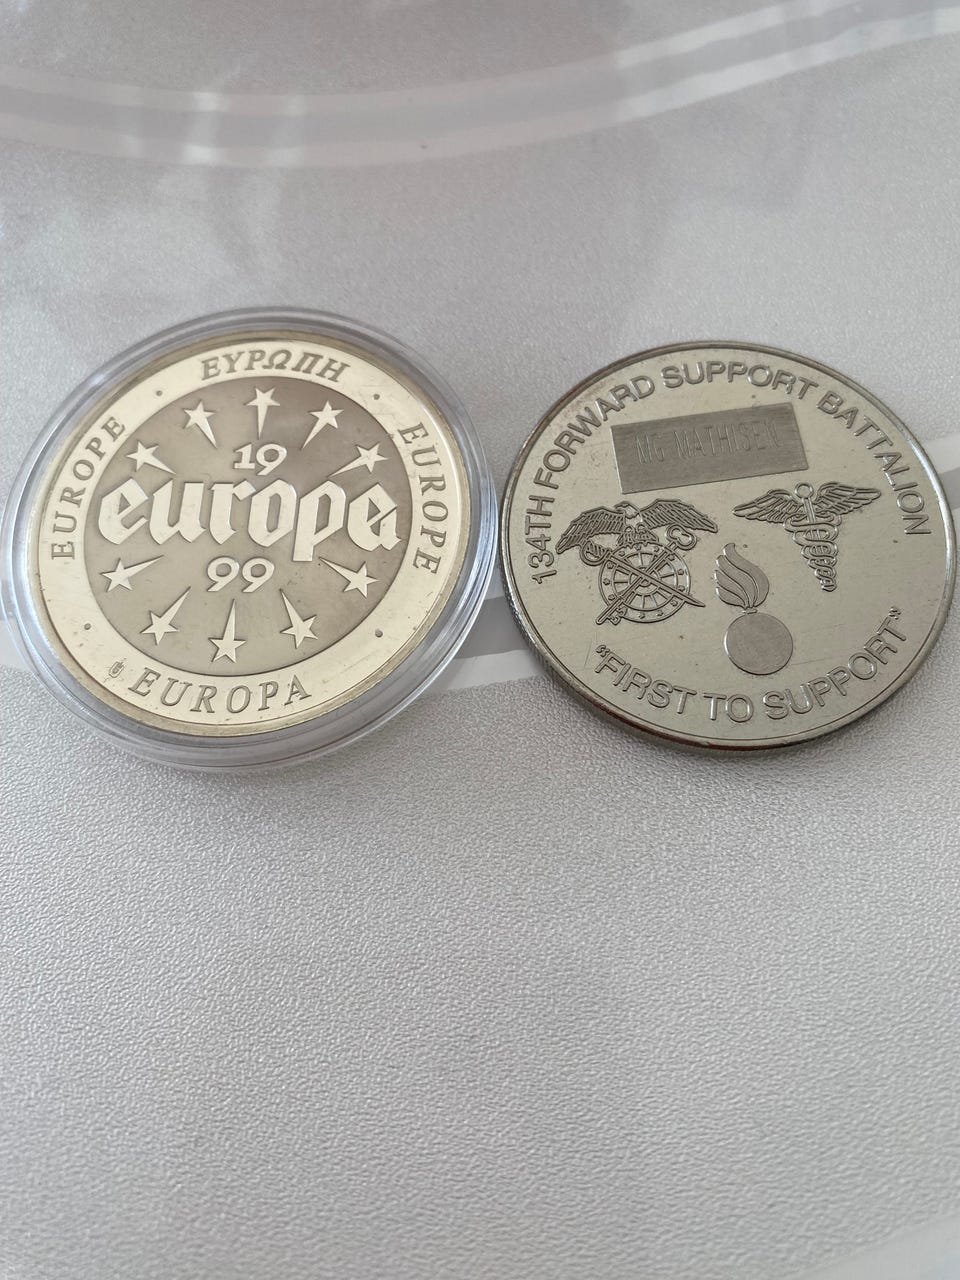 ΕΥΡΩΠΗ
EUROPE
EUROPE
19
europa
99
EUROPA
134TH FORWARD SUPPORT BATTALION
MG MATHISEN
"FIRST TO SUPPORT"